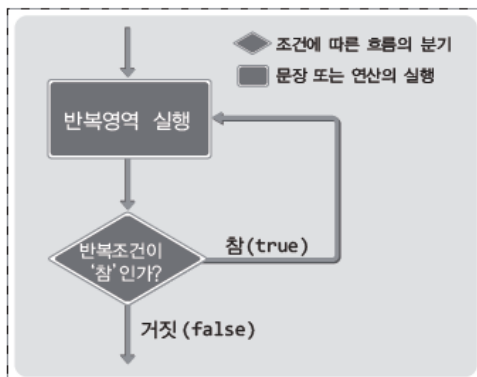 조건에 따른 흐름의 분기
문장 또는 연산의 실행
반복영역 실행
반복조건이
'참'인가?
참(true)
거짓(false)